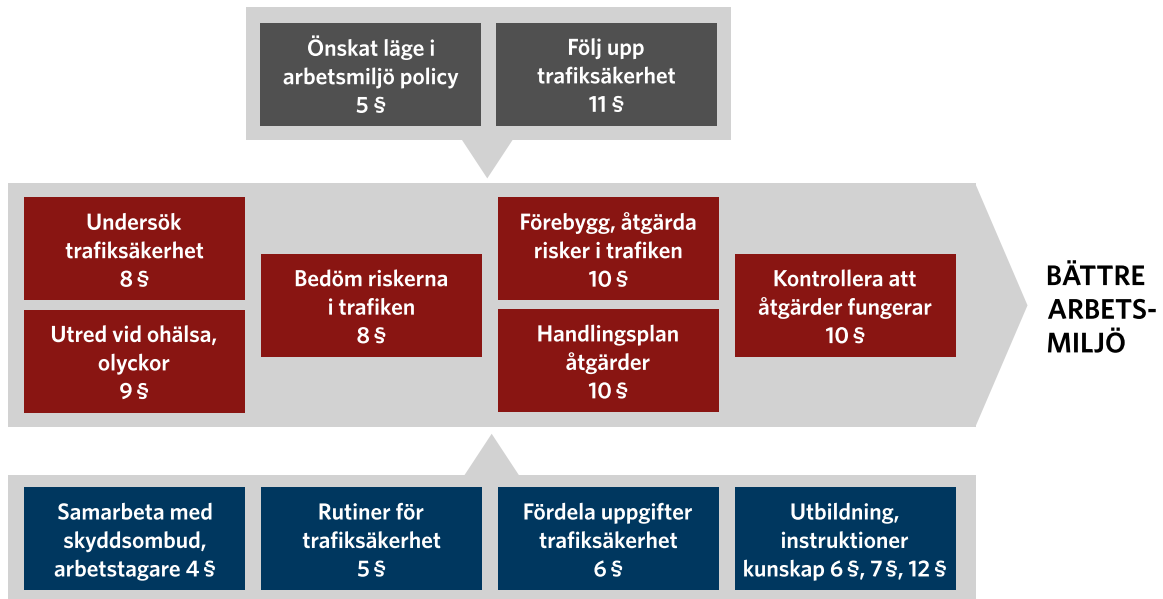 Önskat läge i
arbetsmiljö policy
5 §
Följ upp
trafiksäkerhet
11 §
Undersök
trafiksäkerhet
8 §
Utred vid ohälsa,
olyckor
9 §
Bedöm riskerna
i trafiken
8 §
Förebygg, åtgärda
risker i trafiken
10 §
Handlingsplan
åtgärder
10 §
Kontrollera att
åtgärder fungerar
10 §
BÄTTRE
ARBETS-
MILJÖ
Samarbeta med
skyddsombud,
arbetstagare 4 §
Rutiner för
trafiksäkerhet
5 §
Fördela uppgifter
trafiksäkerhet
6 §
Utbildning,
instruktioner
kunskap 6 §, 7 §, 12 §